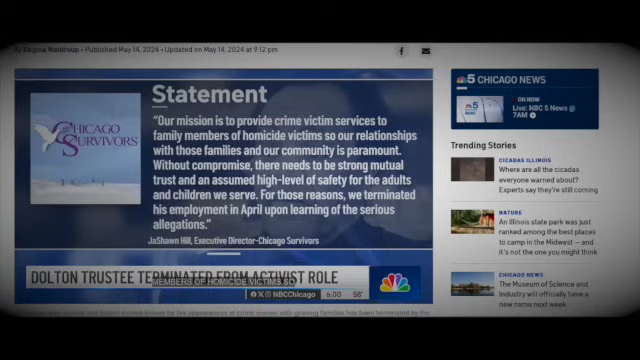 By Regina Waldroup • Published May 14, 2024 • Updated on May 14, 2024 at 9:12 pm
CHICAGO
SURVIVORS
Statement
“Our mission is to provide crime victim services to
family members of homicide victims so our relationships
with those families and our community is paramount.
Without compromise, there needs to be strong mutual
trust and an assumed high-level of safety for the adults
and children we serve. For those reasons, we terminated
his employment in April upon learning of the serious
allegations.”
JaShawn Hill, Executive Director-Chicago Survivors
DOLTON TRUSTEE TERMINATED FROM ACTIVIST ROLE
MEMBERS OF HOMICIDE VICTIMS SO
NBCChicago 6:00 58°
5 CHICAGO NEWS
ON NOW
Live: NBC 5 News @
7AM
Trending Stories
CICADAS ILLINOIS
Where are all the cicadas
everyone warned about?
Experts say they're still coming
NATURE
An Illinois state park was just
ranked among the best places
to camp in the Midwest — and
it's not the one you might think
CHICAGO NEWS
The Museum of Science and
Industry will officially have a
new name next week